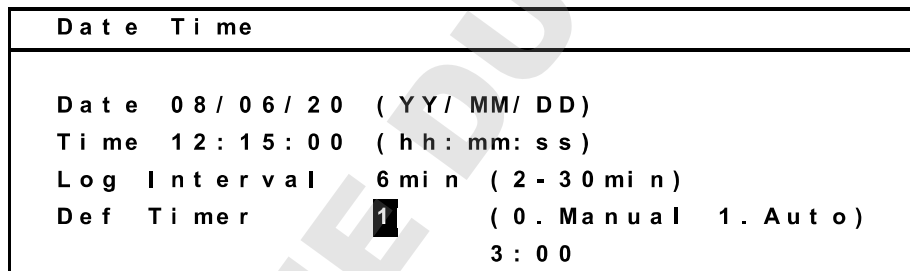 Date Time
Date 08/06/20 (YY/MM/DD)
Time 12:15:00 (hh:mm:ss)
Log Interval 6min (2-30min)
Def Timer 1 (0.Manual 1.Auto)
3:00